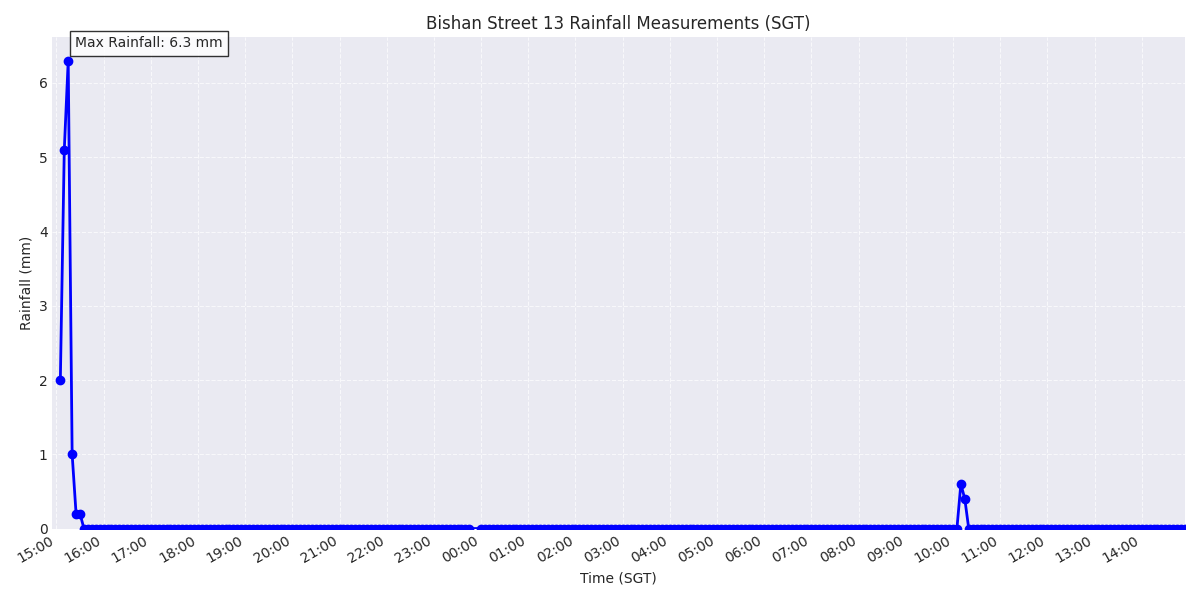 Bishan Street 13 Rainfall Measurements (SGT)
Max Rainfall: 6.3 mm
6
5
4
3
2
1
0
Rainfall (mm)
15:00 16:00 17:00 18:00 19:00 20:00 21:00 22:00 23:00 00:00 01:00 02:00 03:00 04:00 05:00 06:00 07:00 08:00 09:00 10:00 11:00 12:00 13:00 14:00
Time (SGT)